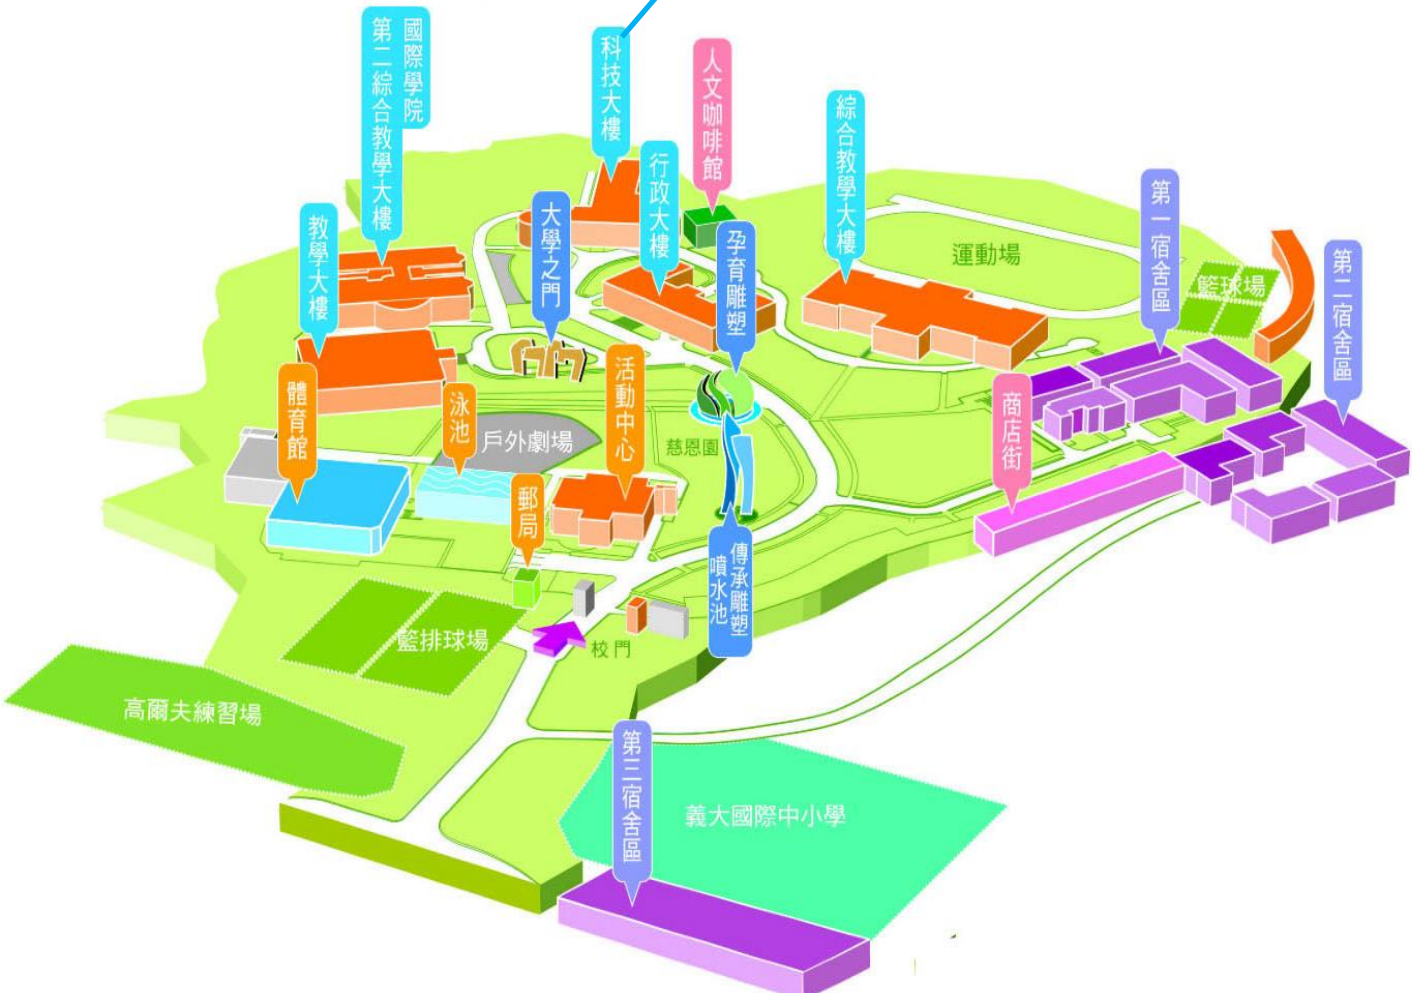 國際學院
第二綜合教學大樓
科技大樓
人文咖啡館
綜合教學大樓
行政大樓
第一宿舍區
大學之門
教學大樓
孕育雕塑
運動場
籃球場
第二宿舍區
體育館
泳池
戶外劇場
活動中心
慈恩園
商店街
郵局
傳承雕塑
噴水池
籃排球場
校門
高爾夫練習場
第三宿舍區
義大國際中小學